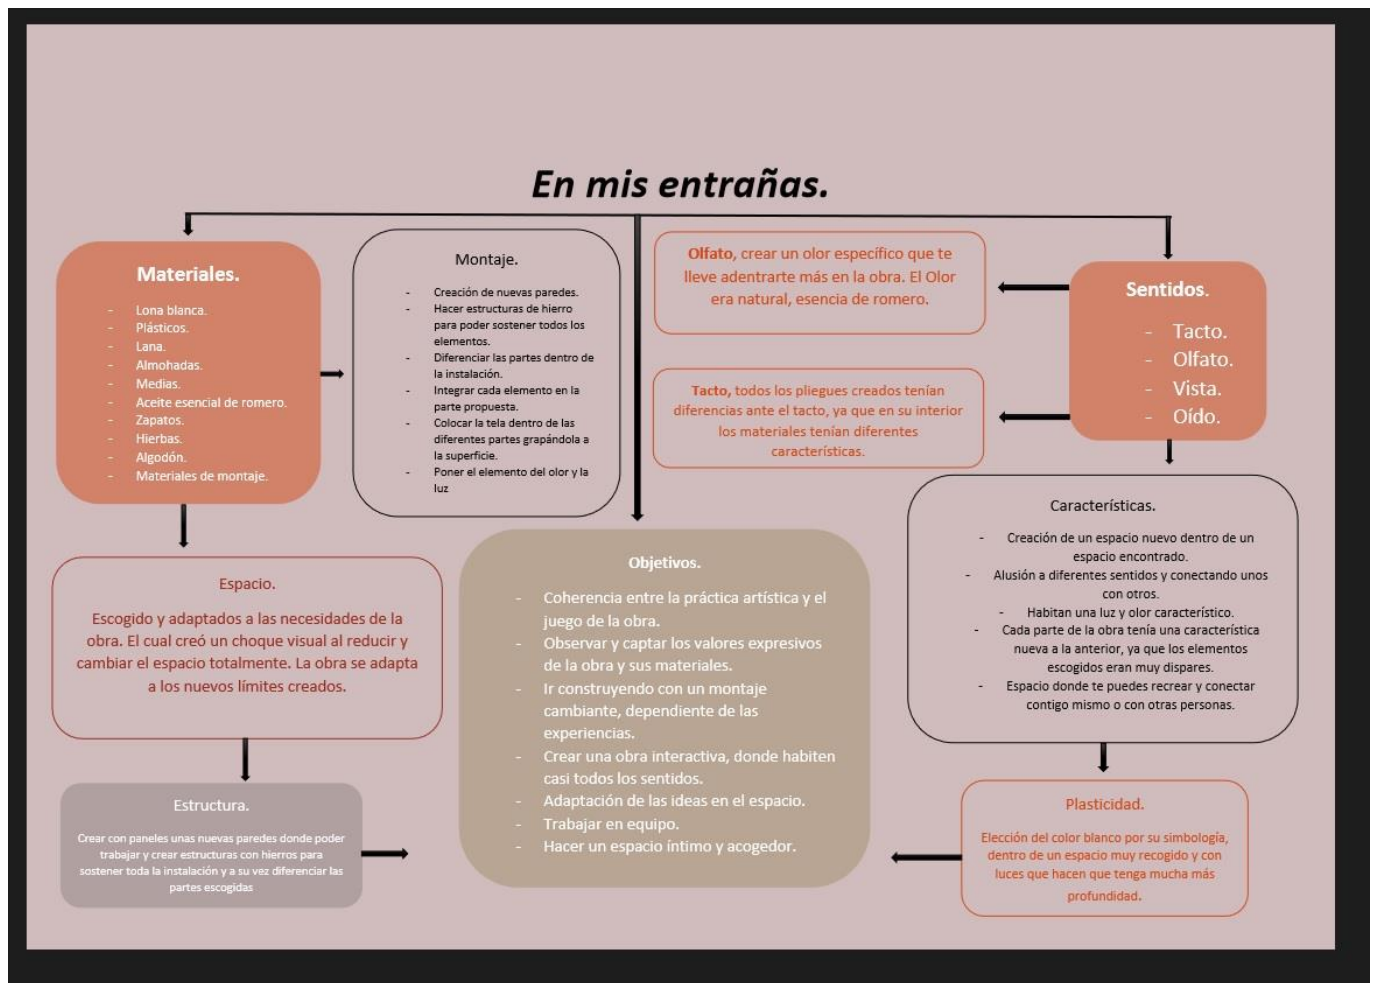 En mis entrañas.
Materiales.
- Lona blanca.
- Plásticos.
- Lana.
- Almohadas.
- Medias.
- Aceite esencial de romero.
- Zapatos.
- Hierbas.
- Algodón.
- Materiales de montaje.
Montaje.
- Creación de nuevas paredes.
- Hacer estructuras de hierro
para poder sostener todos los
elementos.
- Diferenciar las partes dentro de
la instalación.
- Integrar cada elemento en la
parte propuesta.
- Colocar la tela dentro de las
diferentes partes grapándola a
la superficie.
- Poner el elemento del olor y la
luz
Olfato, crear un olor específico que te
lleve adentrarte más en la obra. El Olor
era natural, esencia de romero.
Tacto, todos los pliegues creados tenían
diferencias ante el tacto, ya que en su interior
los materiales tenían diferentes
características.
Sentidos.
- Tacto.
- Olfato.
- Vista.
- Oído.
Espacio.
Escogido y adaptados a las necesidades de la
obra. El cual creó un choque visual al reducir y
cambiar el espacio totalmente. La obra se adapta
a los nuevos límites creados.
Objetivos.
- Coherencia entre la práctica artística y el
juego de la obra.
- Observar y captar los valores expresivos
de la obra y sus materiales.
- Ir construyendo con un montaje
cambiante, dependiente de las
experiencias.
- Crear una obra interactiva, donde habiten
casi todos los sentidos.
- Adaptación de las ideas en el espacio.
- Trabajar en equipo.
- Hacer un espacio íntimo y acogedor.
Características.
- Creación de un espacio nuevo dentro de un
espacio encontrado.
- Alusión a diferentes sentidos y conectando unos
con otros.
- Habitan una luz y olor característico.
- Cada parte de la obra tenía una característica
nueva a la anterior, ya que los elementos
escogidos eran muy dispares.
- Espacio donde te puedes recrear y conectar
contigo mismo o con otras personas.
Estructura.
Crear con paneles unas nuevas paredes donde poder
trabajar y crear estructuras con hierros para
sostener toda la instalación y a su vez diferenciar las
partes escogidas
Plasticidad.
Elección del color blanco por su simbología,
dentro de un espacio muy recogido y con
luces que hacen que tenga mucha más
profundidad.